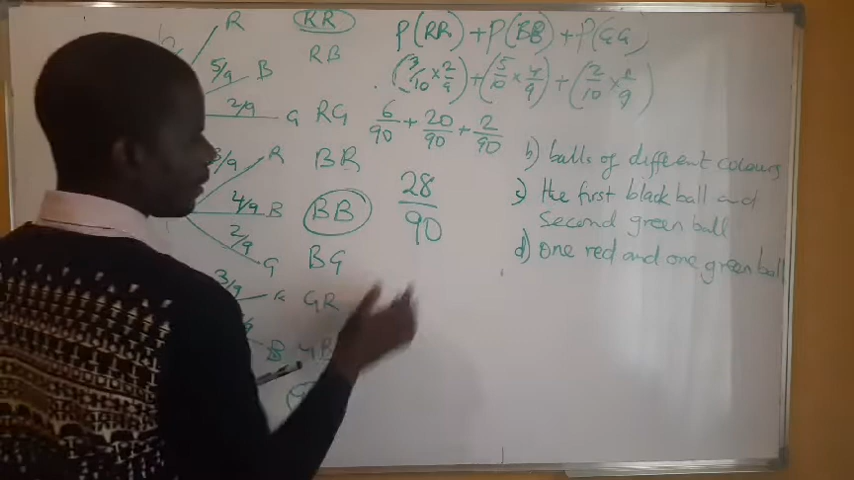 R RR P(RR) + P(BB) + P(GG)
5/9 B RB (3/10 × 2/9) + (5/10 × 4/9) + (2/10 × 1/9)
2/9 G RG 6/90 + 20/90 + 2/90
3/9 R BR 28/90
4/9 B BB
2/9 G BG
3/9 R GR
B GB
b) balls of different colours
c) the first black ball and
second green ball
d) one red and one green ball